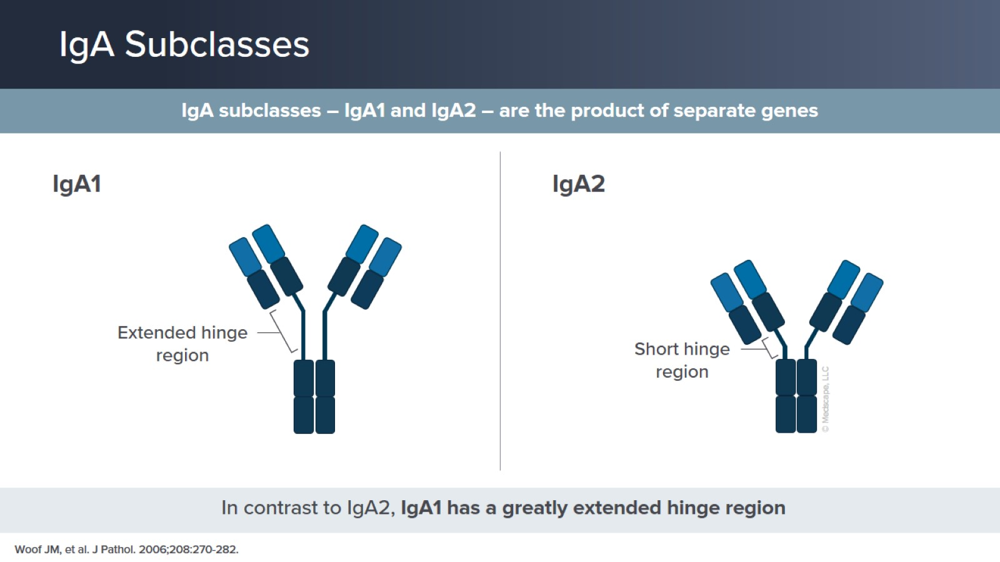 IgA Subclasses
IgA subclasses – IgA1 and IgA2 – are the product of separate genes
IgA1
Extended hinge
region
IgA2
Short hinge
region
© Medscape, LLC
In contrast to IgA2, IgA1 has a greatly extended hinge region
Woof JM, et al. J Pathol. 2006;208:270-282.